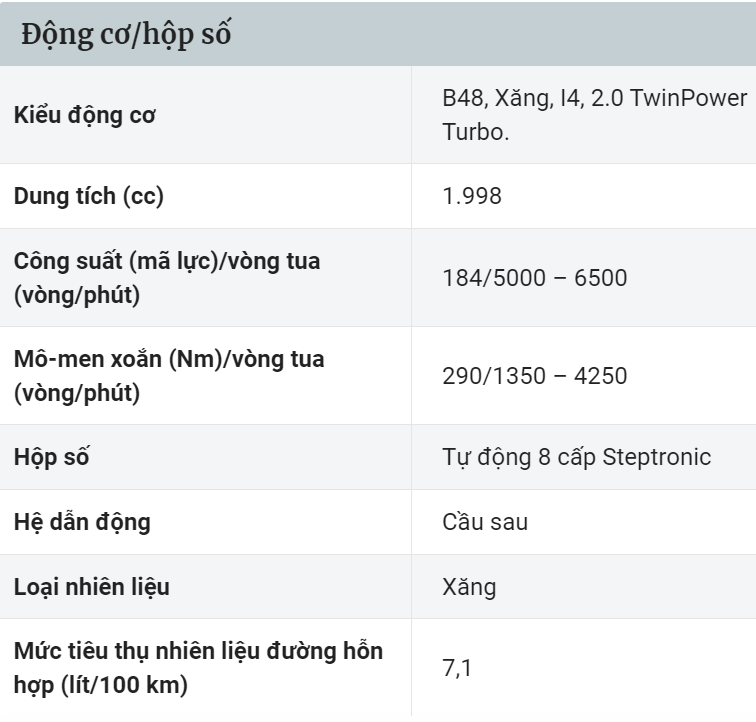 Động cơ/hộp số
Kiểu động cơ
B48, Xăng, I4, 2.0 TwinPower
Turbo.
Dung tích (cc)
1.998
Công suất (mã lực)/vòng tua
(vòng/phút)
184/5000 – 6500
Mô-men xoắn (Nm)/vòng tua
(vòng/phút)
290/1350 – 4250
Hộp số
Tự động 8 cấp Steptronic
Hệ dẫn động
Cầu sau
Loại nhiên liệu
Xăng
Mức tiêu thụ nhiên liệu đường hỗn
hợp (lít/100 km)
7,1